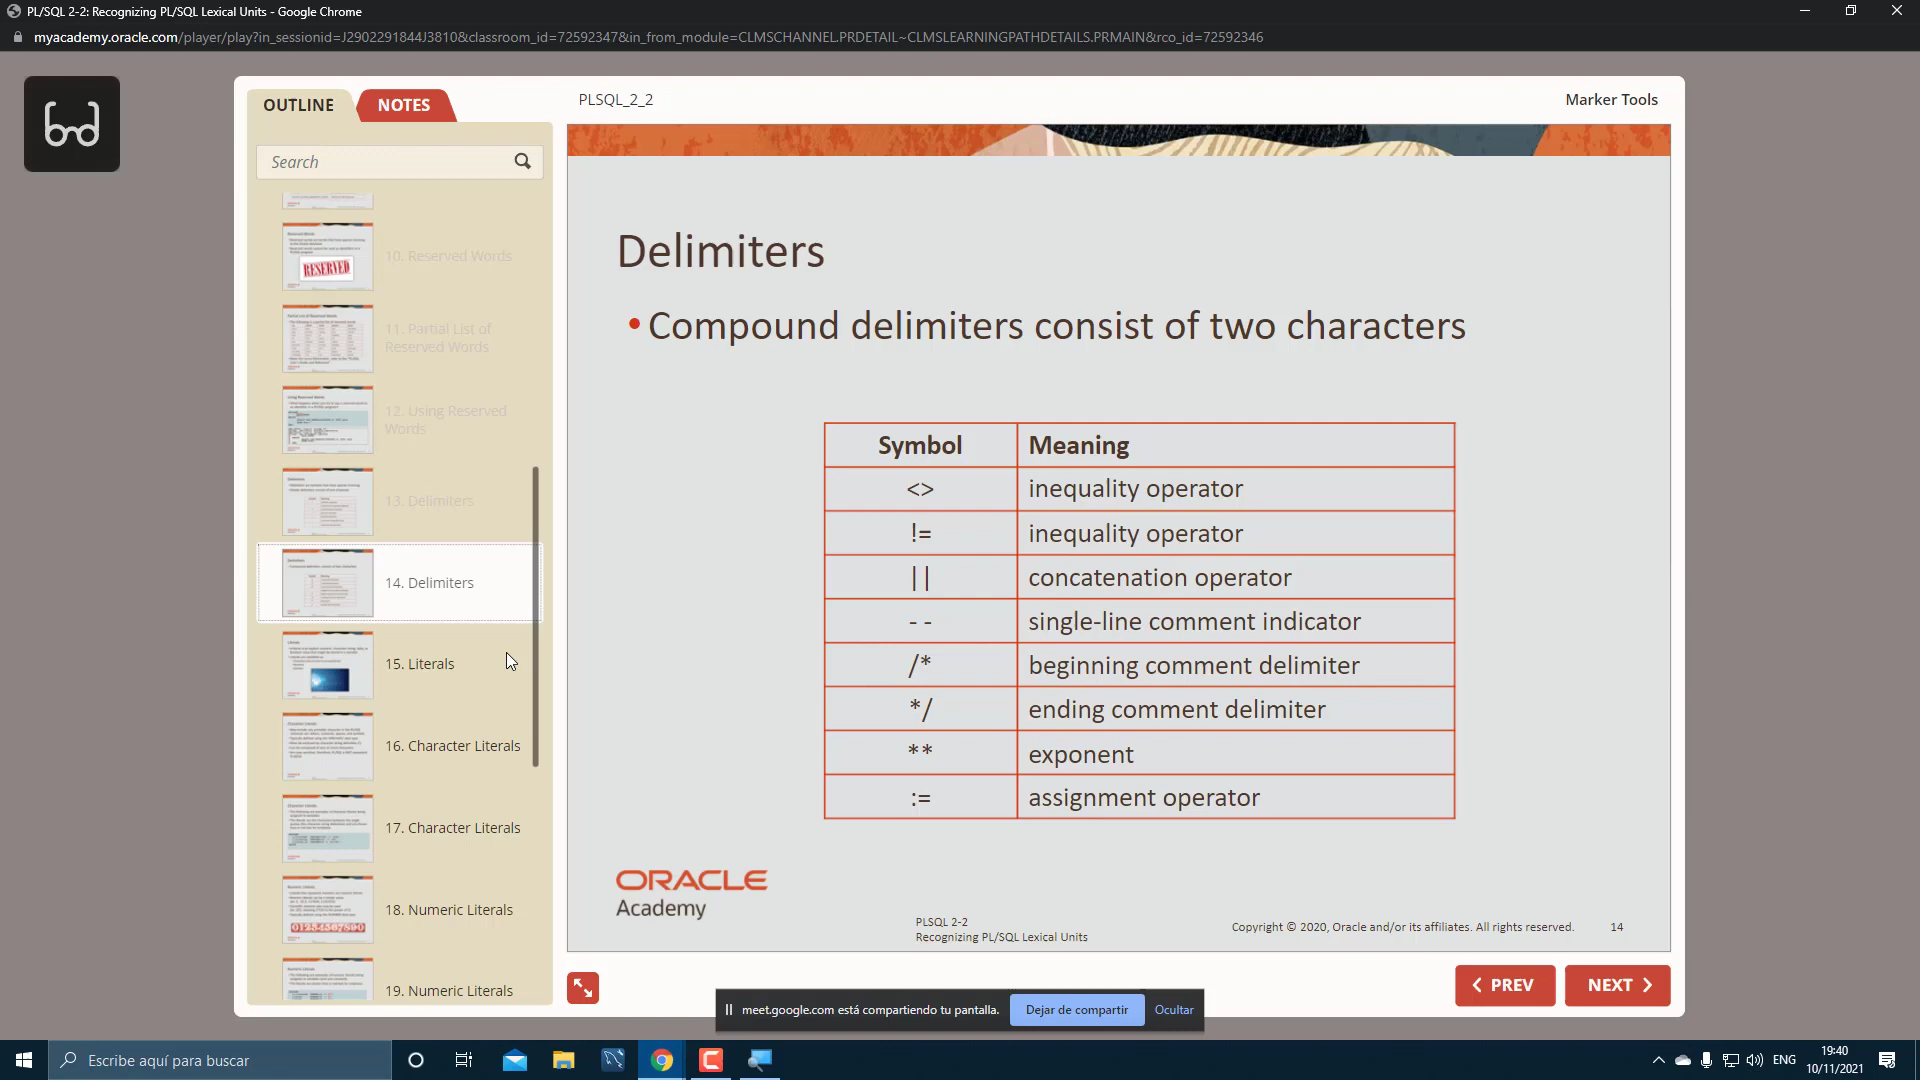 PL/SQL 2-2: Recognizing PL/SQL Lexical Units - Google Chrome
myacademy.oracle.com/player/play?in_sessionid=J2902291844J3810&classroom_id=72592347&in_from_module=CLMSCHANNEL.PRDETAIL~CLMSLEARNINGPATHDETAILS.PRMAIN&rco_id=72592346
OUTLINE
NOTES
Search
RESERVED
10. Reserved Words
11. Partial List of
Reserved Words
12. Using Reserved
Words
13. Delimiters
14. Delimiters
15. Literals
16. Character Literals
17. Character Literals
18. Numeric Literals
19. Numeric Literals
PLSQL_2_2
Marker Tools
Delimiters
• Compound delimiters consist of two characters
Symbol Meaning
<> inequality operator
!= inequality operator
|| concatenation operator
- - single-line comment indicator
/* beginning comment delimiter
*/ ending comment delimiter
** exponent
:= assignment operator
ORACLE
Academy
PLSQL 2-2
Recognizing PL/SQL Lexical Units
Copyright © 2020, Oracle and/or its affiliates. All rights reserved.
14
PREV
NEXT
meet.google.com está compartiendo tu pantalla.
Dejar de compartir
Ocultar
Escribe aquí para buscar
ENG
19:40
10/11/2021